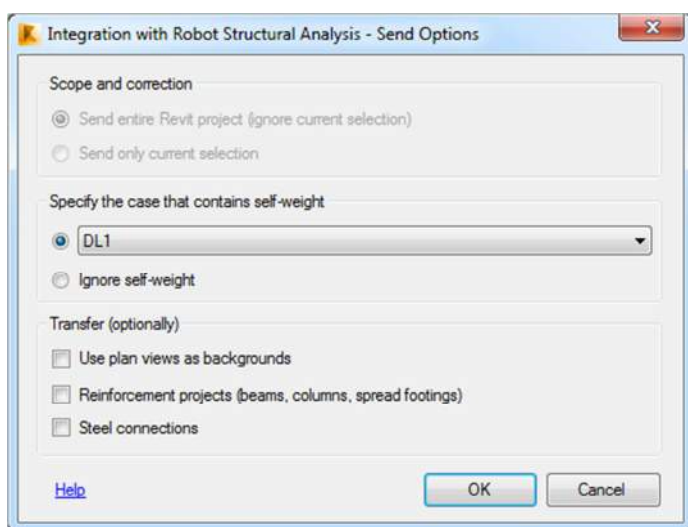 Integration with Robot Structural Analysis - Send Options
Scope and correction
Send entire Revit project (ignore current selection)
Send only current selection
Specify the case that contains self-weight
DL1
Ignore self-weight
Transfer (optionally)
Use plan views as backgrounds
Reinforcement projects (beams, columns, spread footings)
Steel connections
Help OK Cancel